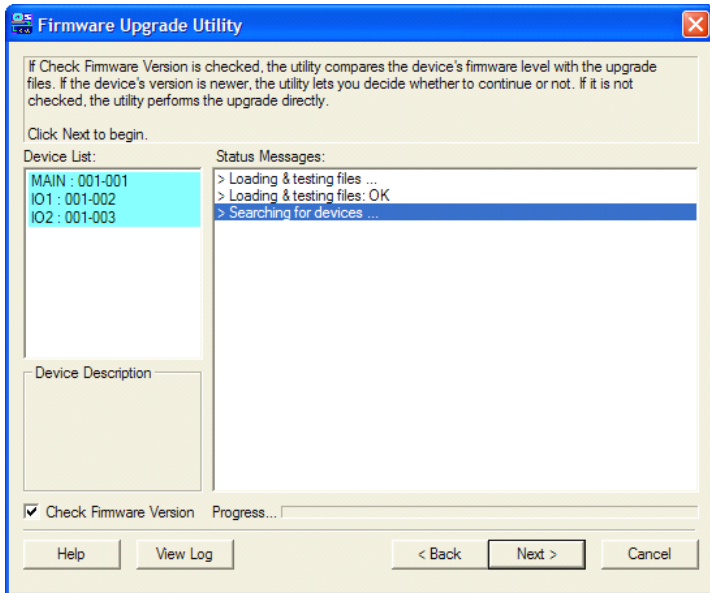 Firmware Upgrade Utility
If Check Firmware Version is checked, the utility compares the device's firmware level with the upgrade
files. If the device's version is newer, the utility lets you decide whether to continue or not. If it is not
checked, the utility performs the upgrade directly.
Click Next to begin.
Device List:
Status Messages:
MAIN : 001-001
IO1 : 001-002
IO2 : 001-003
> Loading & testing files ...
> Loading & testing files: OK
> Searching for devices ...
Device Description
Check Firmware Version
Progress...
Help
View Log
< Back
Next >
Cancel